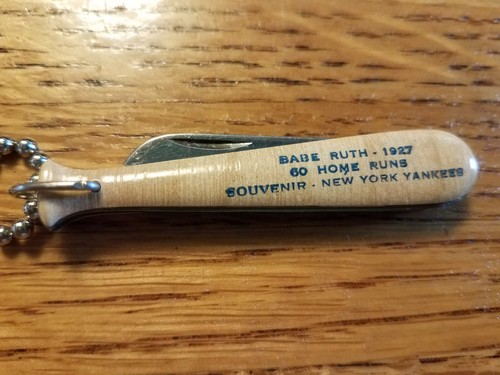 BABE RUTH - 1927
60 HOME RUNS
SOUVENIR - NEW YORK YANKEES